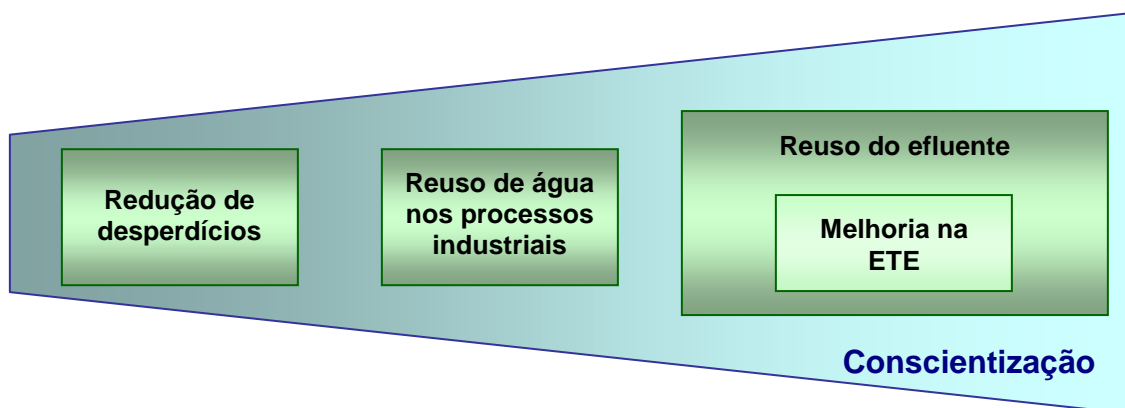 Redução de
desperdícios
Reuso de água
nos processos
industriais
Reuso do efluente
Melhoria na
ETE
Conscientização